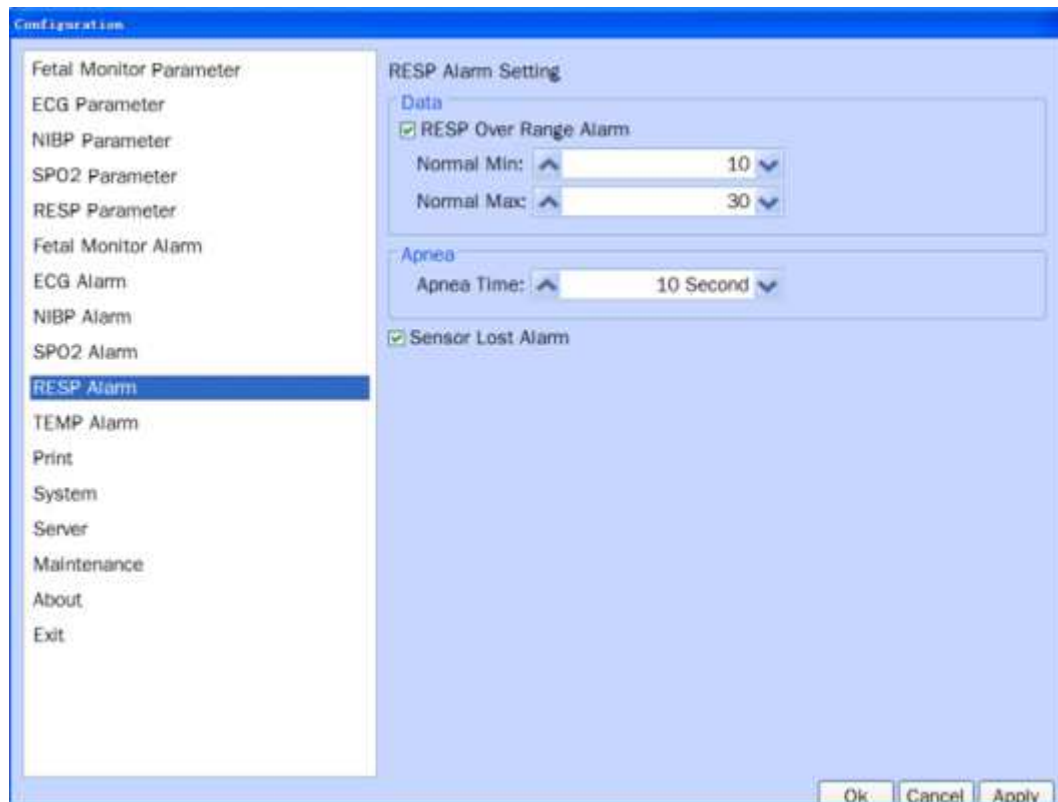 Configuration
Fetal Monitor Parameter
ECG Parameter
NIBP Parameter
SPO2 Parameter
RESP Parameter
Fetal Monitor Alarm
ECG Alarm
NIBP Alarm
SPO2 Alarm
RESP Alarm
TEMP Alarm
Print
System
Server
Maintenance
About
Exit
RESP Alarm Setting
Data
RESP Over Range Alarm
Normal Min: 10
Normal Max: 30
Apnea
Apnea Time: 10 Second
Sensor Lost Alarm
Ok Cancel Apply